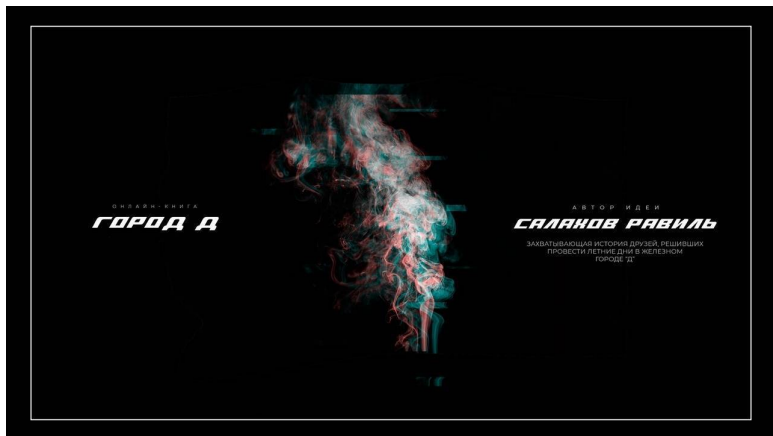 ОНЛАЙН-КНИГА
ГОРОД Д
АВТОР ИДЕИ
САЛАХОВ РАВИЛЬ
ЗАХВАТЫВАЮЩАЯ ИСТОРИЯ ДРУЗЕЙ, РЕШИВШИХ
ПРОВЕСТИ ЛЕТНИЕ ДНИ В ЖЕЛЕЗНОМ
ГОРОДЕ "Д"